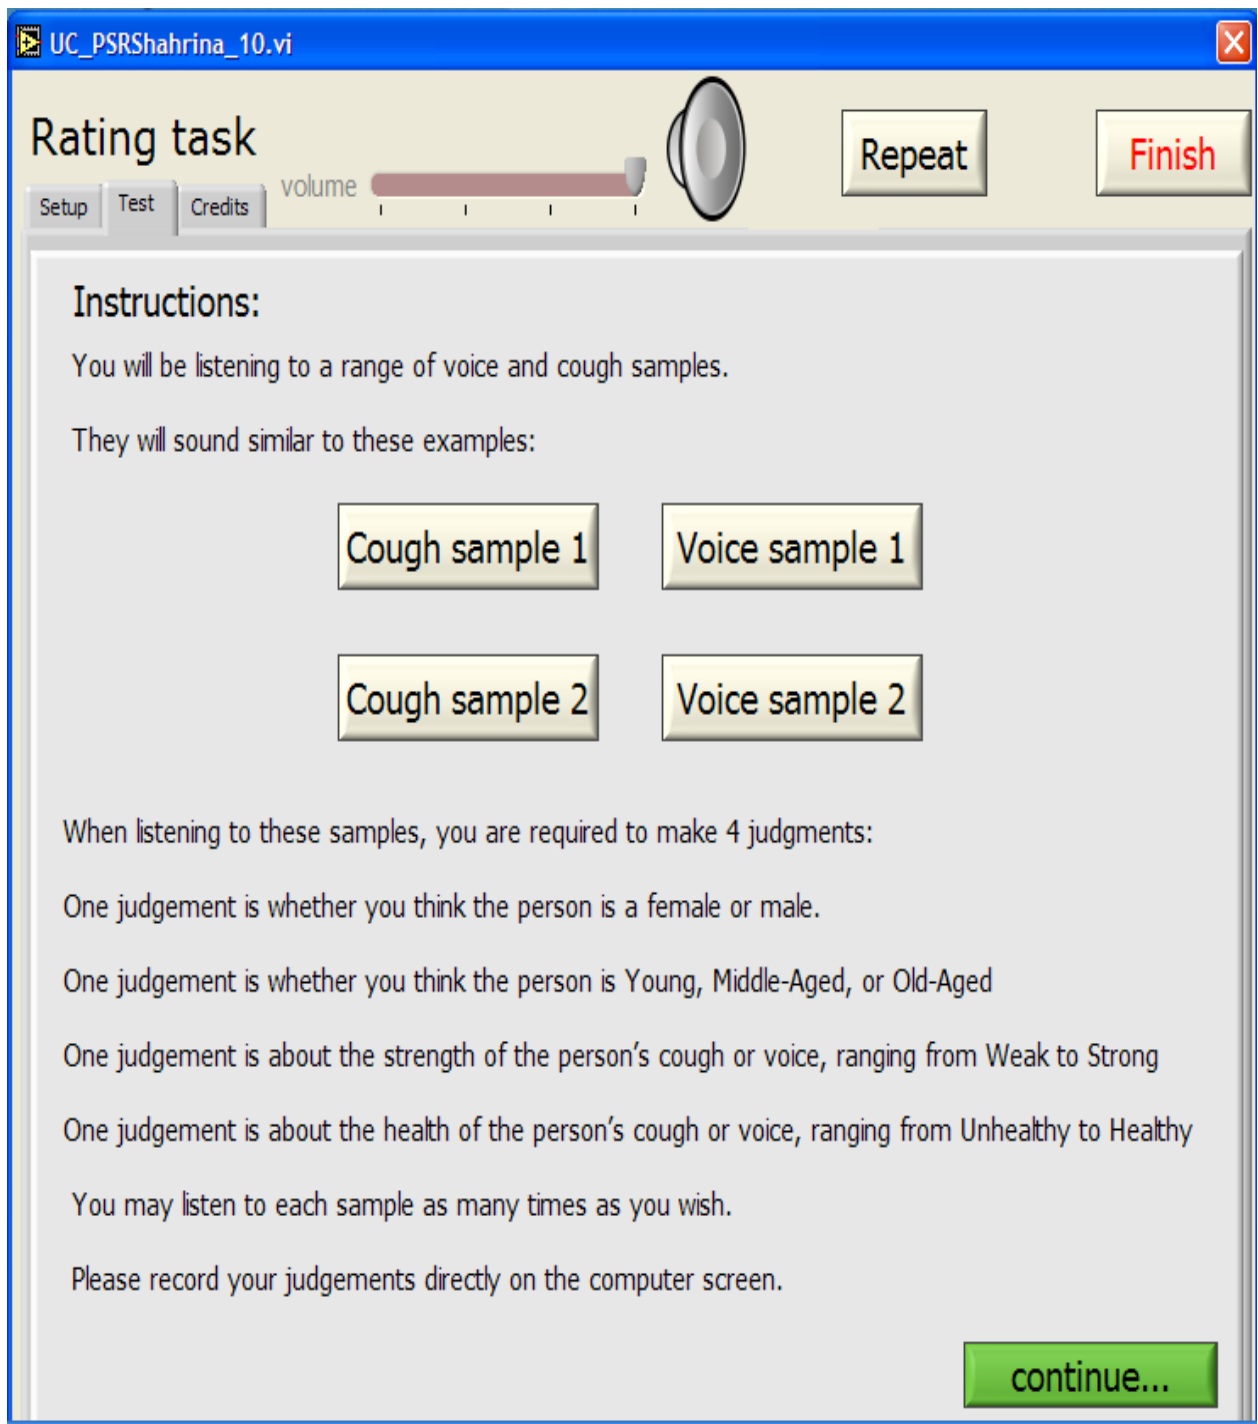 UC_PSRShahrina_10.vi
Rating task
volume
Repeat
Finish
Setup
Test
Credits
Instructions:
You will be listening to a range of voice and cough samples.
They will sound similar to these examples:
Cough sample 1
Voice sample 1
Cough sample 2
Voice sample 2
When listening to these samples, you are required to make 4 judgments:
One judgement is whether you think the person is a female or male.
One judgement is whether you think the person is Young, Middle-Aged, or Old-Aged
One judgement is about the strength of the person’s cough or voice, ranging from Weak to Strong
One judgement is about the health of the person’s cough or voice, ranging from Unhealthy to Healthy
You may listen to each sample as many times as you wish.
Please record your judgements directly on the computer screen.
continue...